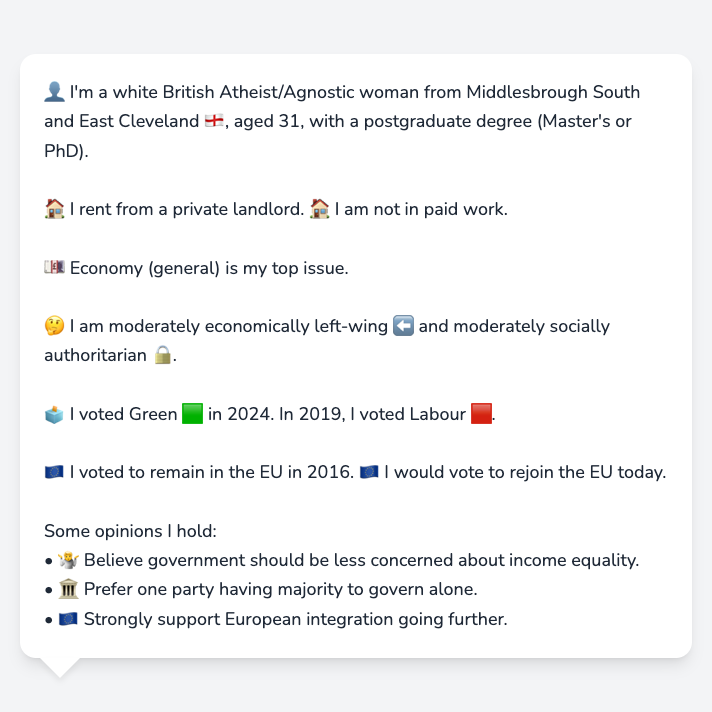 👤 I'm a white British Atheist/Agnostic woman from Middlesbrough South
and East Cleveland 🏴󠁧󠁢󠁥󠁮󠁧󠁿, aged 31, with a postgraduate degree (Master's or
PhD).
🏠 I rent from a private landlord. 🏠 I am not in paid work.
💷 Economy (general) is my top issue.
🤔 I am moderately economically left-wing ⬅️ and moderately socially
authoritarian 🔒.
🗳️ I voted Green 🟩 in 2024. In 2019, I voted Labour 🟥.
🇪🇺 I voted to remain in the EU in 2016. 🇪🇺 I would vote to rejoin the EU today.
Some opinions I hold:
• 🤷 Believe government should be less concerned about income equality.
• 🏛️ Prefer one party having majority to govern alone.
• 🇪🇺 Strongly support European integration going further.